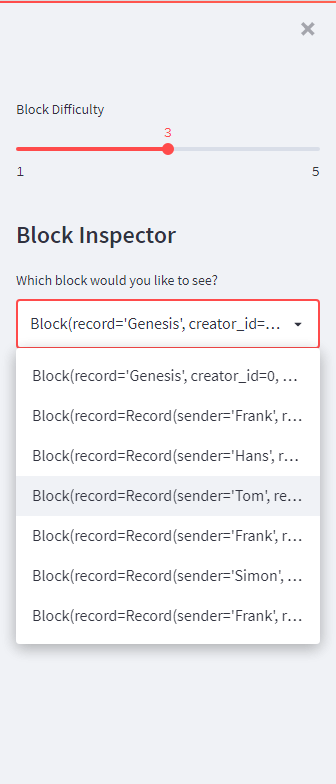 Block Difficulty
3
1 5
Block Inspector
Which block would you like to see?
Block(record='Genesis', creator_id=...
Block(record='Genesis', creator_id=0, ...
Block(record=Record(sender='Frank', r...
Block(record=Record(sender='Hans', r...
Block(record=Record(sender='Tom', re...
Block(record=Record(sender='Frank', r...
Block(record=Record(sender='Simon', ...
Block(record=Record(sender='Frank', r...